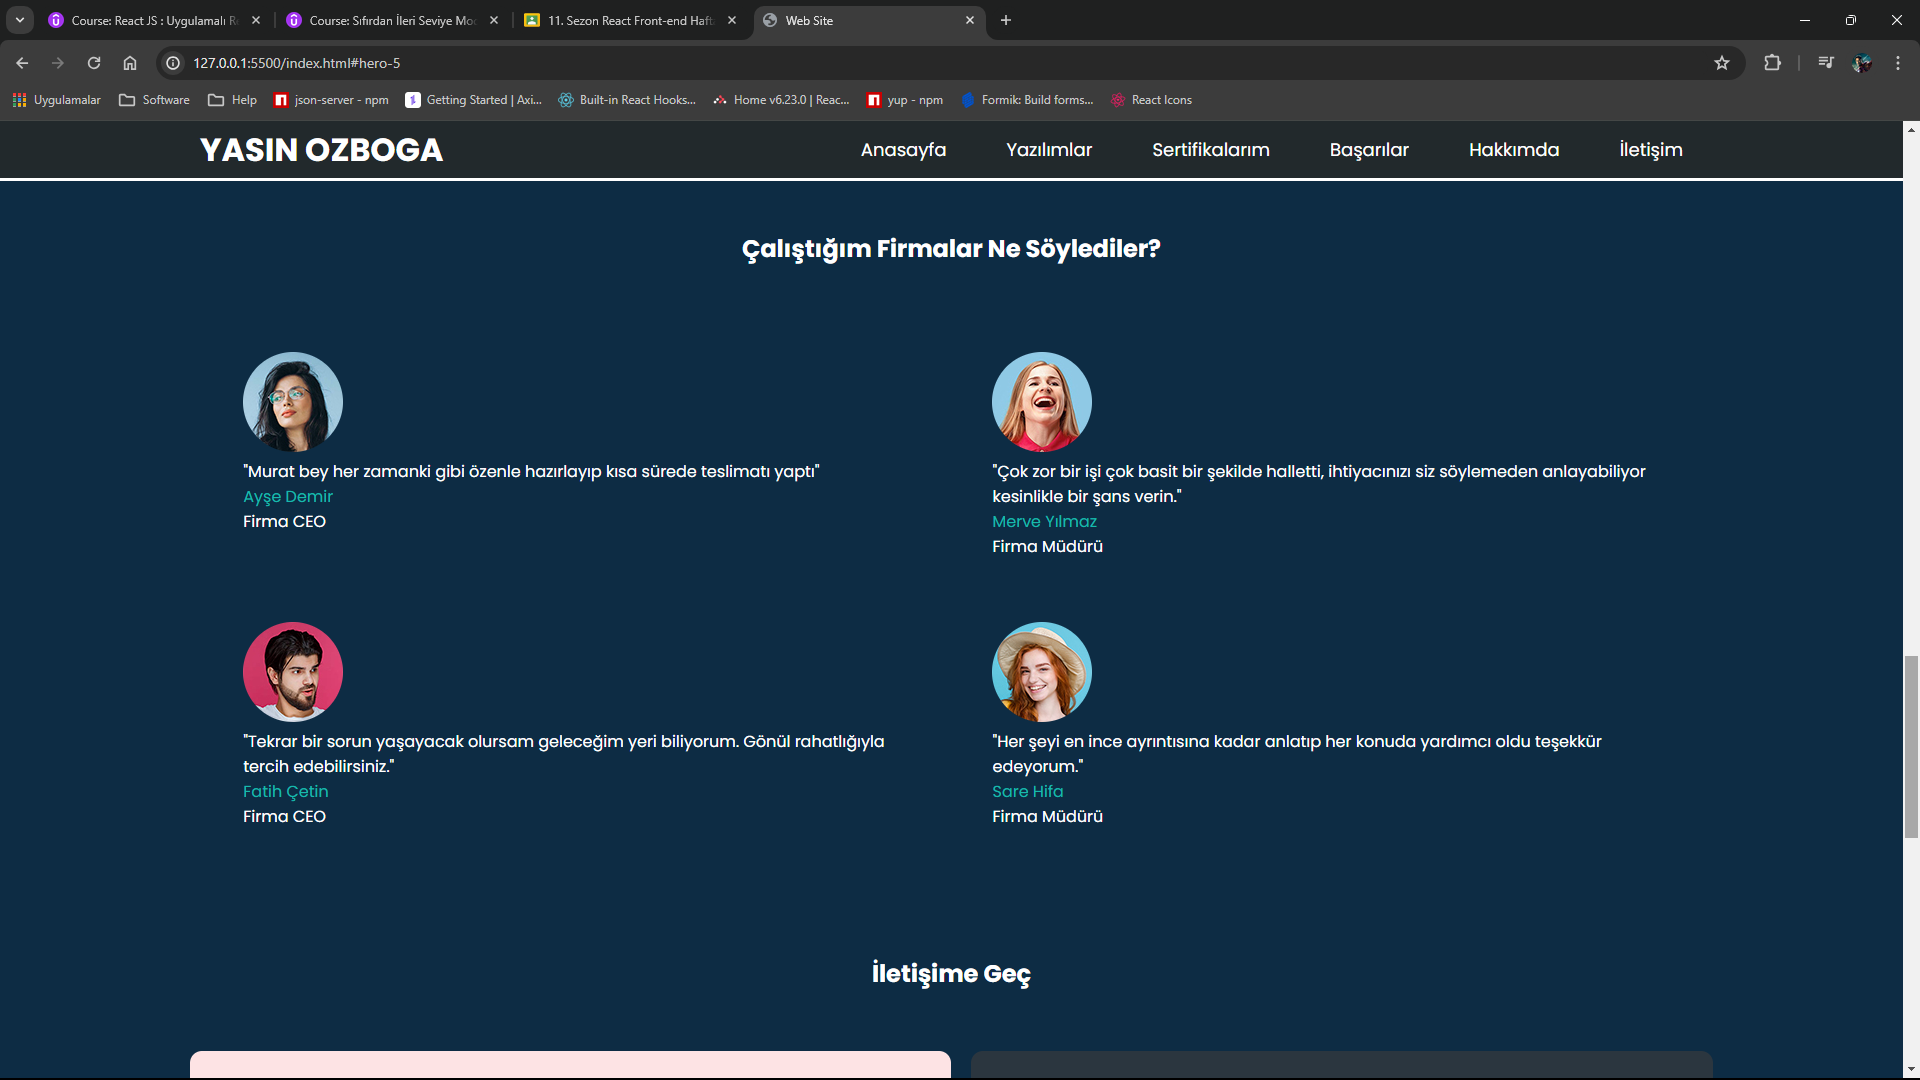 Course: React JS : Uygulamalı R
Course: Sıfırdan İleri Seviye Mo
11. Sezon React Front-end Haft
Web Site
127.0.0.1:5500/index.html#hero-5
Uygulamalar
Software
Help
json-server - npm
Getting Started | Axi...
Built-in React Hooks...
Home v6.23.0 | Reac...
yup - npm
Formik: Build forms...
React Icons
YASIN OZBOGA
Anasayfa
Yazılımlar
Sertifikalarım
Başarılar
Hakkımda
İletişim
Çalıştığım Firmalar Ne Söylediler?
"Murat bey her zamanki gibi özenle hazırlayıp kısa sürede teslimatı yaptı"
Ayşe Demir
Firma CEO
"Çok zor bir işi çok basit bir şekilde halletti, ihtiyacınızı siz söylemeden anlayabiliyor
kesinlikle bir şans verin."
Merve Yılmaz
Firma Müdürü
"Tekrar bir sorun yaşayacak olursam geleceğim yeri biliyorum. Gönül rahatlığıyla
tercih edebilirsiniz."
Fatih Çetin
Firma CEO
"Her şeyi en ince ayrıntısına kadar anlatıp her konuda yardımcı oldu teşekkür
edeyorum."
Sare Hifa
Firma Müdürü
İletişime Geç